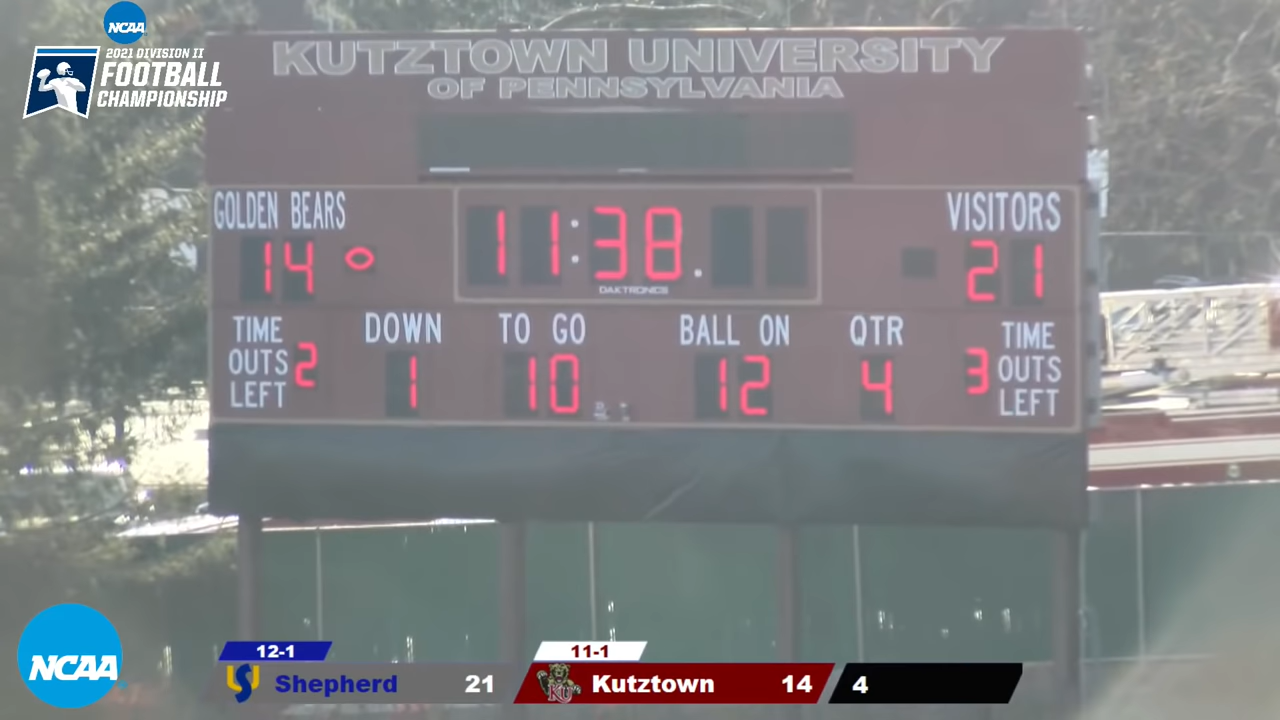 NCAA
2021 DIVISION II
FOOTBALL
CHAMPIONSHIP
KUTZTOWN UNIVERSITY
OF PENNSYLVANIA
GOLDEN BEARS
14
11:38.
DAKTRONICS
VISITORS
21
TIME
OUTS
LEFT
2
DOWN
1
TO GO
10
BALL ON
12
QTR
4
3
TIME
OUTS
LEFT
NCAA
12-1
Shepherd 21
11-1
KU
Kutztown 14
4